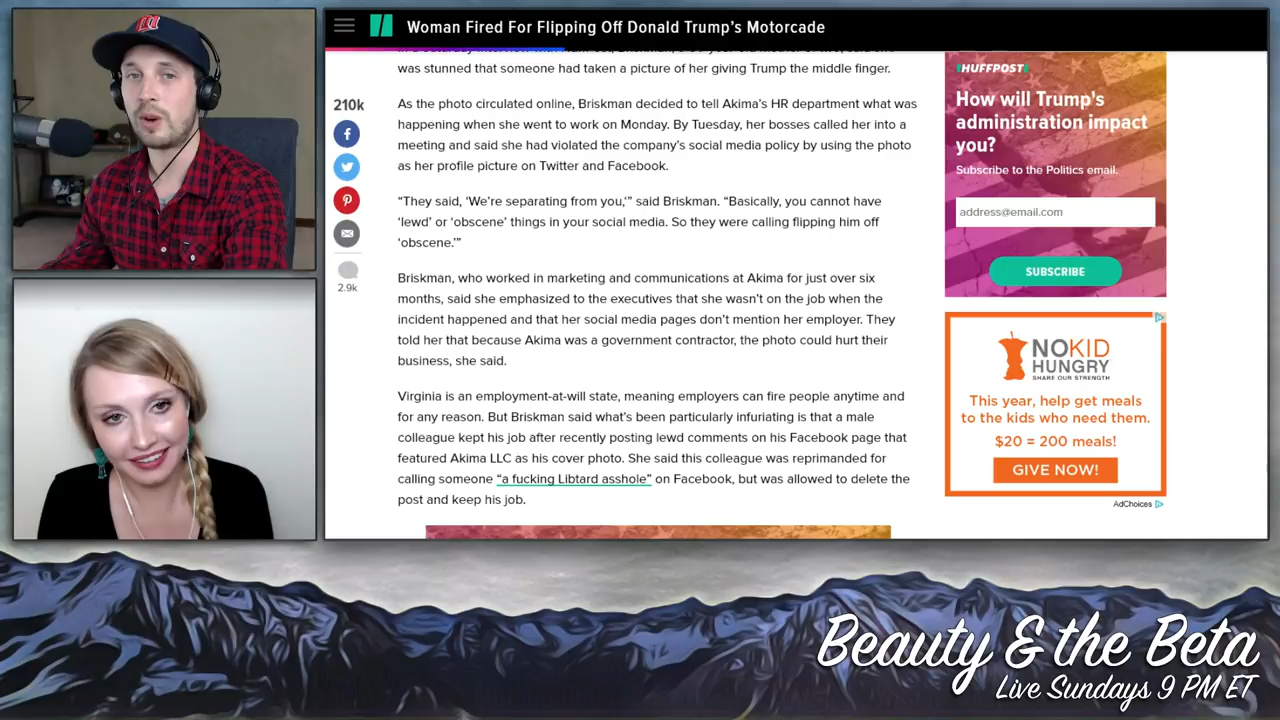 Woman Fired For Flipping Off Donald Trump's Motorcade
was stunned that someone had taken a picture of her giving Trump the middle finger.
210k
As the photo circulated online, Briskman decided to tell Akima's HR department what was
happening when she went to work on Monday. By Tuesday, her bosses called her into a
meeting and said she had violated the company's social media policy by using the photo
as her profile picture on Twitter and Facebook.
“They said, ‘We're separating from you,'” said Briskman. “Basically, you cannot have
‘lewd' or ‘obscene' things in your social media. So they were calling flipping him off
‘obscene.'”
2.9k
Briskman, who worked in marketing and communications at Akima for just over six
months, said she emphasized to the executives that she wasn't on the job when the
incident happened and that her social media pages don't mention her employer. They
told her that because Akima was a government contractor, the photo could hurt their
business, she said.
Virginia is an employment-at-will state, meaning employers can fire people anytime and
for any reason. But Briskman said what's been particularly infuriating is that a male
colleague kept his job after recently posting lewd comments on his Facebook page that
featured Akima LLC as his cover photo. She said this colleague was reprimanded for
calling someone “a fucking Libtard asshole” on Facebook, but was allowed to delete the
post and keep his job.
HUFFPOST
How will Trump's
administration impact
you?
Subscribe to the Politics email.
address@email.com
SUBSCRIBE
NOKID
HUNGRY
SHARE OUR STRENGTH
This year, help get meals
to the kids who need them.
$20 = 200 meals!
GIVE NOW!
AdChoices
Beauty & the Beta
Live Sundays 9 PM ET